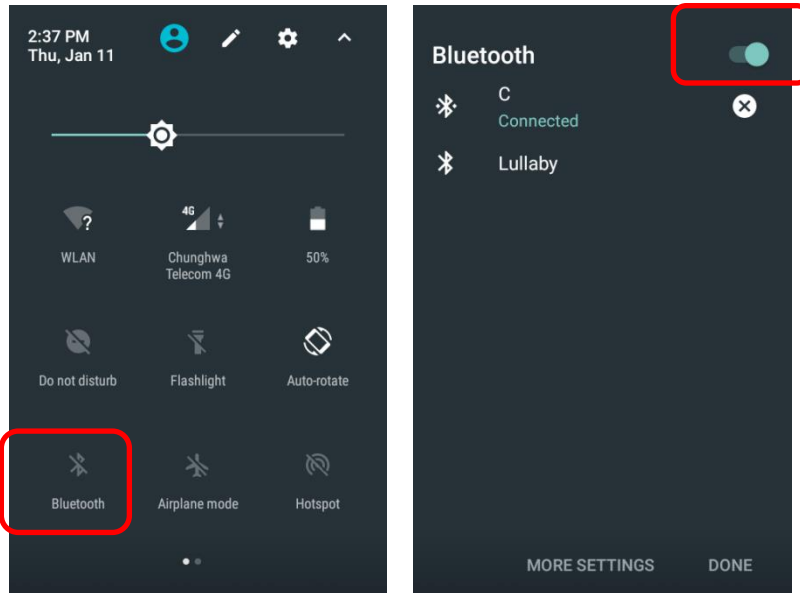 2:37 PM
Thu, Jan 11
?
WLAN
4G
Chunghwa
Telecom 4G
50%
Do not disturb
Flashlight
Auto-rotate
Bluetooth
Airplane mode
Hotspot
Bluetooth
C
Connected
Lullaby
MORE SETTINGS
DONE